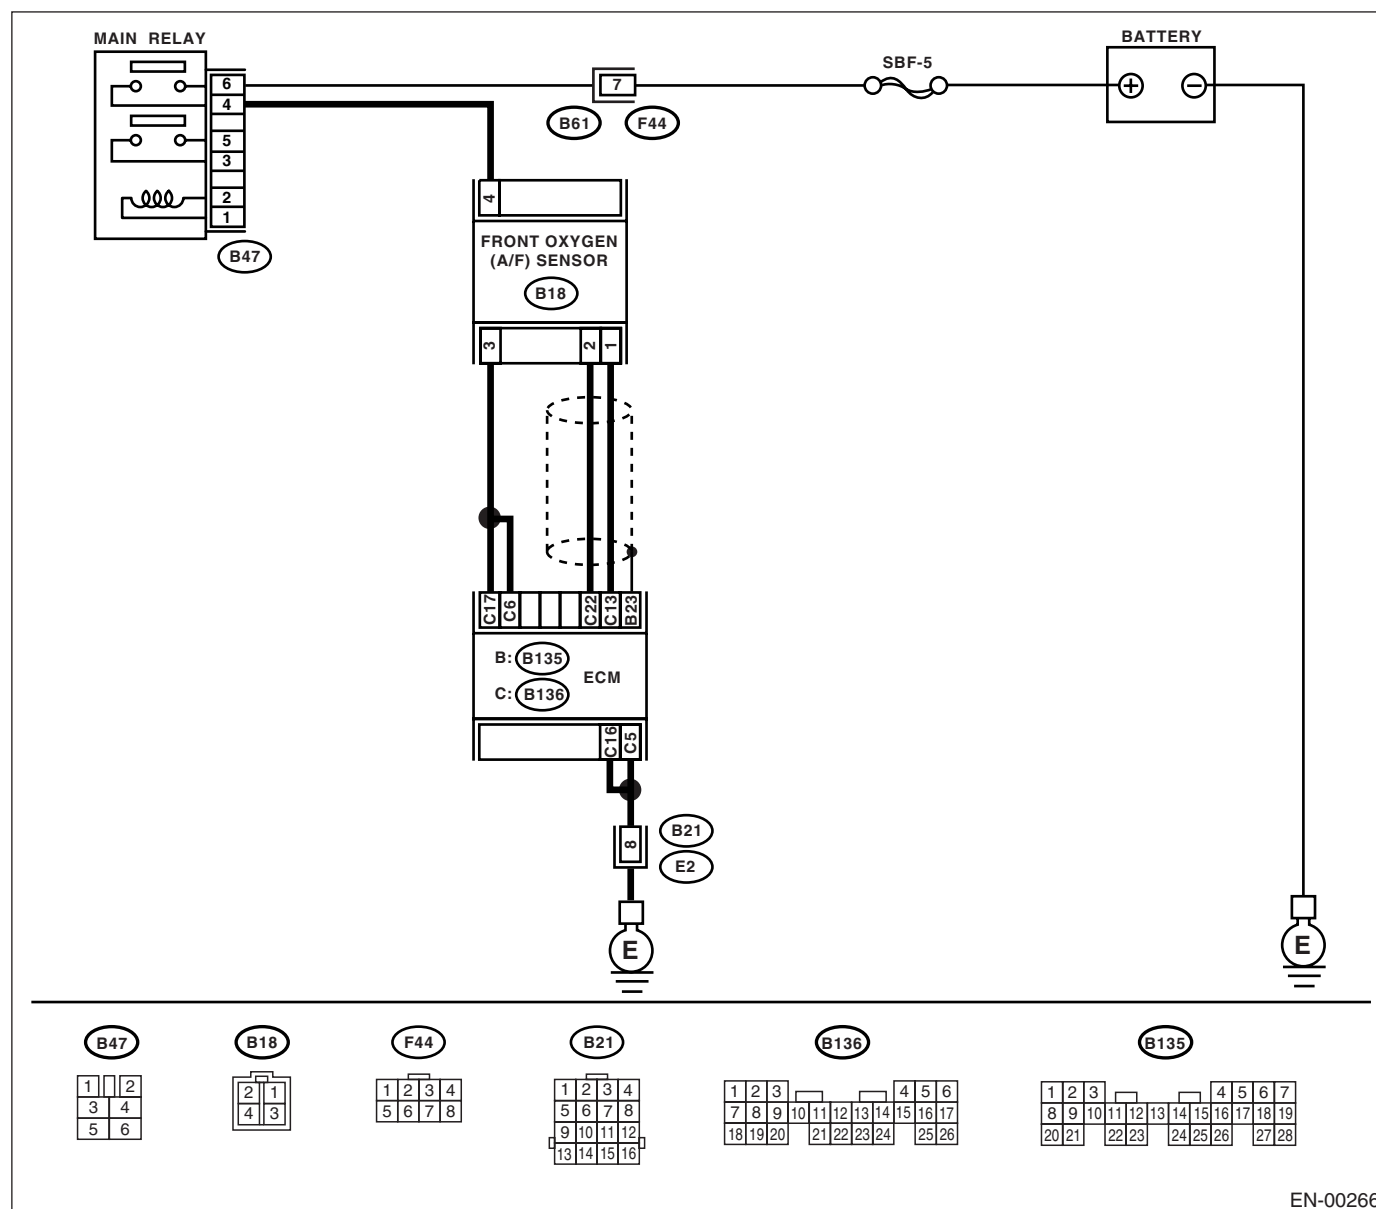 MAIN RELAY
BATTERY
SBF-5
6
4
5
3
2
1
7
B61
F44
B47
4
FRONT OXYGEN
(A/F) SENSOR
B18
3
2
1
C17
C6
C22
C13
B23
B: B135
ECM
C: B136
C16
C5
8
B21
E2
E
E
B47
B18
F44
B21
B136
B135
1 2
3 4
5 6
2 1
4 3
1 2 3 4
5 6 7 8
1 2 3 4
5 6 7 8
9 10 11 12
13 14 15 16
1 2 3 4 5 6
7 8 9 10 11 12 13 14 15 16 17
18 19 20 21 22 23 24 25 26
1 2 3 4 5 6 7
8 9 10 11 12 13 14 15 16 17 18 19
20 21 22 23 24 25 26 27 28
EN-00266